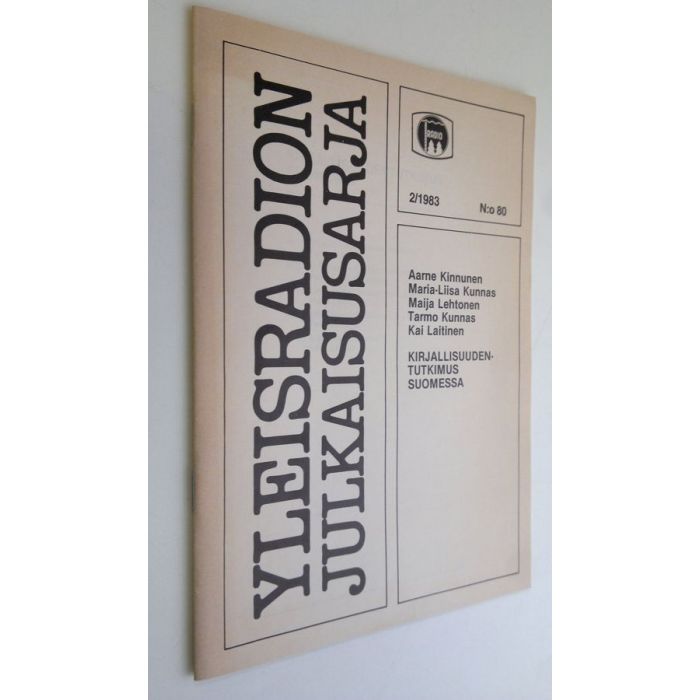 YLEISRADION
JULKAISUSARJA
RADIO
2/1983 N:o 80
Aarne Kinnunen
Maria-Liisa Kunnas
Maija Lehtonen
Tarmo Kunnas
Kai Laitinen
KIRJALLISUUDEN-
TUTKIMUS
SUOMESSA